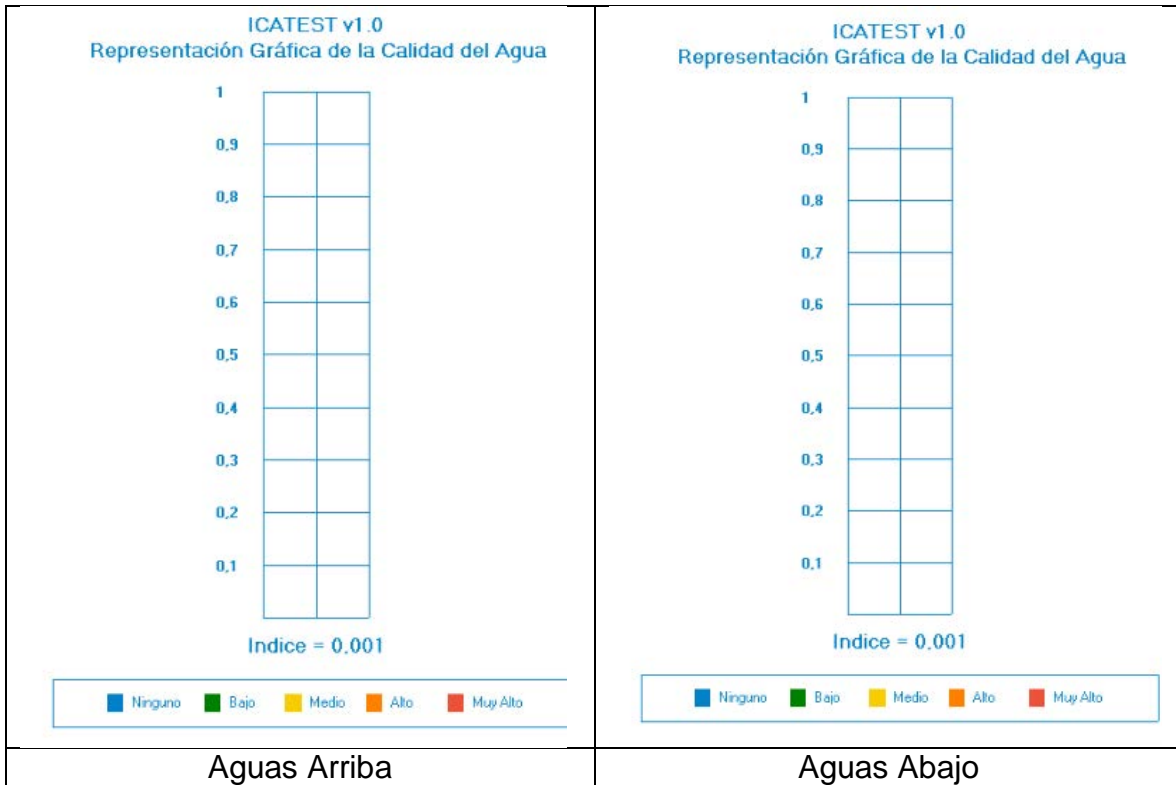 ICATEST v1.0
Representación Gráfica de la Calidad del Agua
1
0,9
0,8
0,7
0,6
0,5
0,4
0,3
0,2
0,1
Indice = 0,001
Ninguno Bajo Medio Alto Muy Alto
Aguas Arriba
ICATEST v1.0
Representación Gráfica de la Calidad del Agua
1
0,9
0,8
0,7
0,6
0,5
0,4
0,3
0,2
0,1
Indice = 0,001
Ninguno Bajo Medio Alto Muy Alto
Aguas Abajo